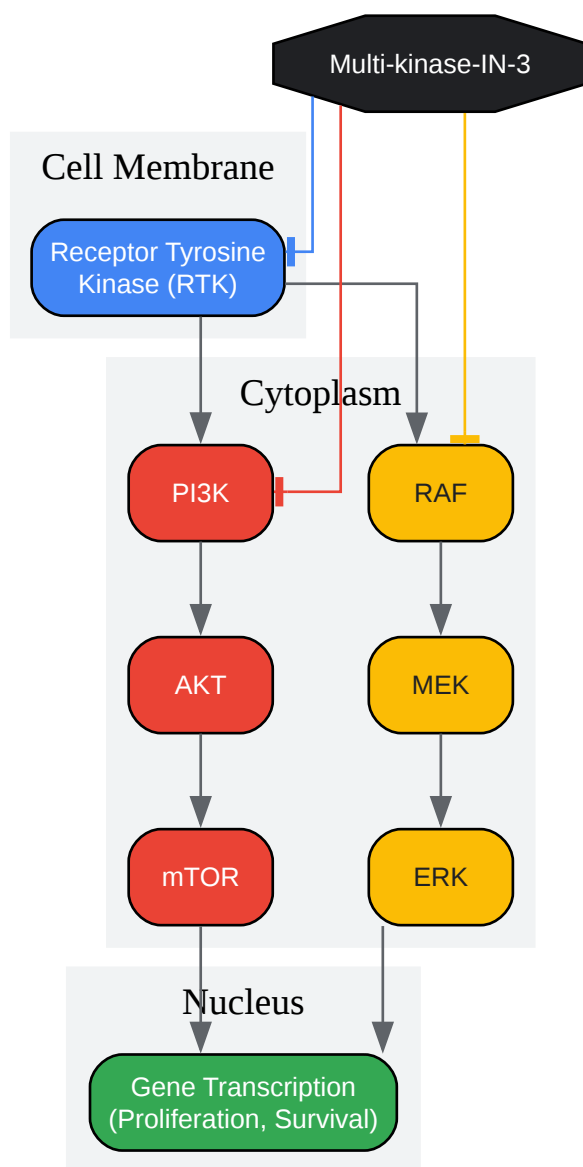 Multi-kinase-IN-3
Cell Membrane
Receptor Tyrosine
Kinase (RTK)
Cytoplasm
PI3K
RAF
AKT
MEK
mTOR
ERK
Nucleus
Gene Transcription
(Proliferation, Survival)